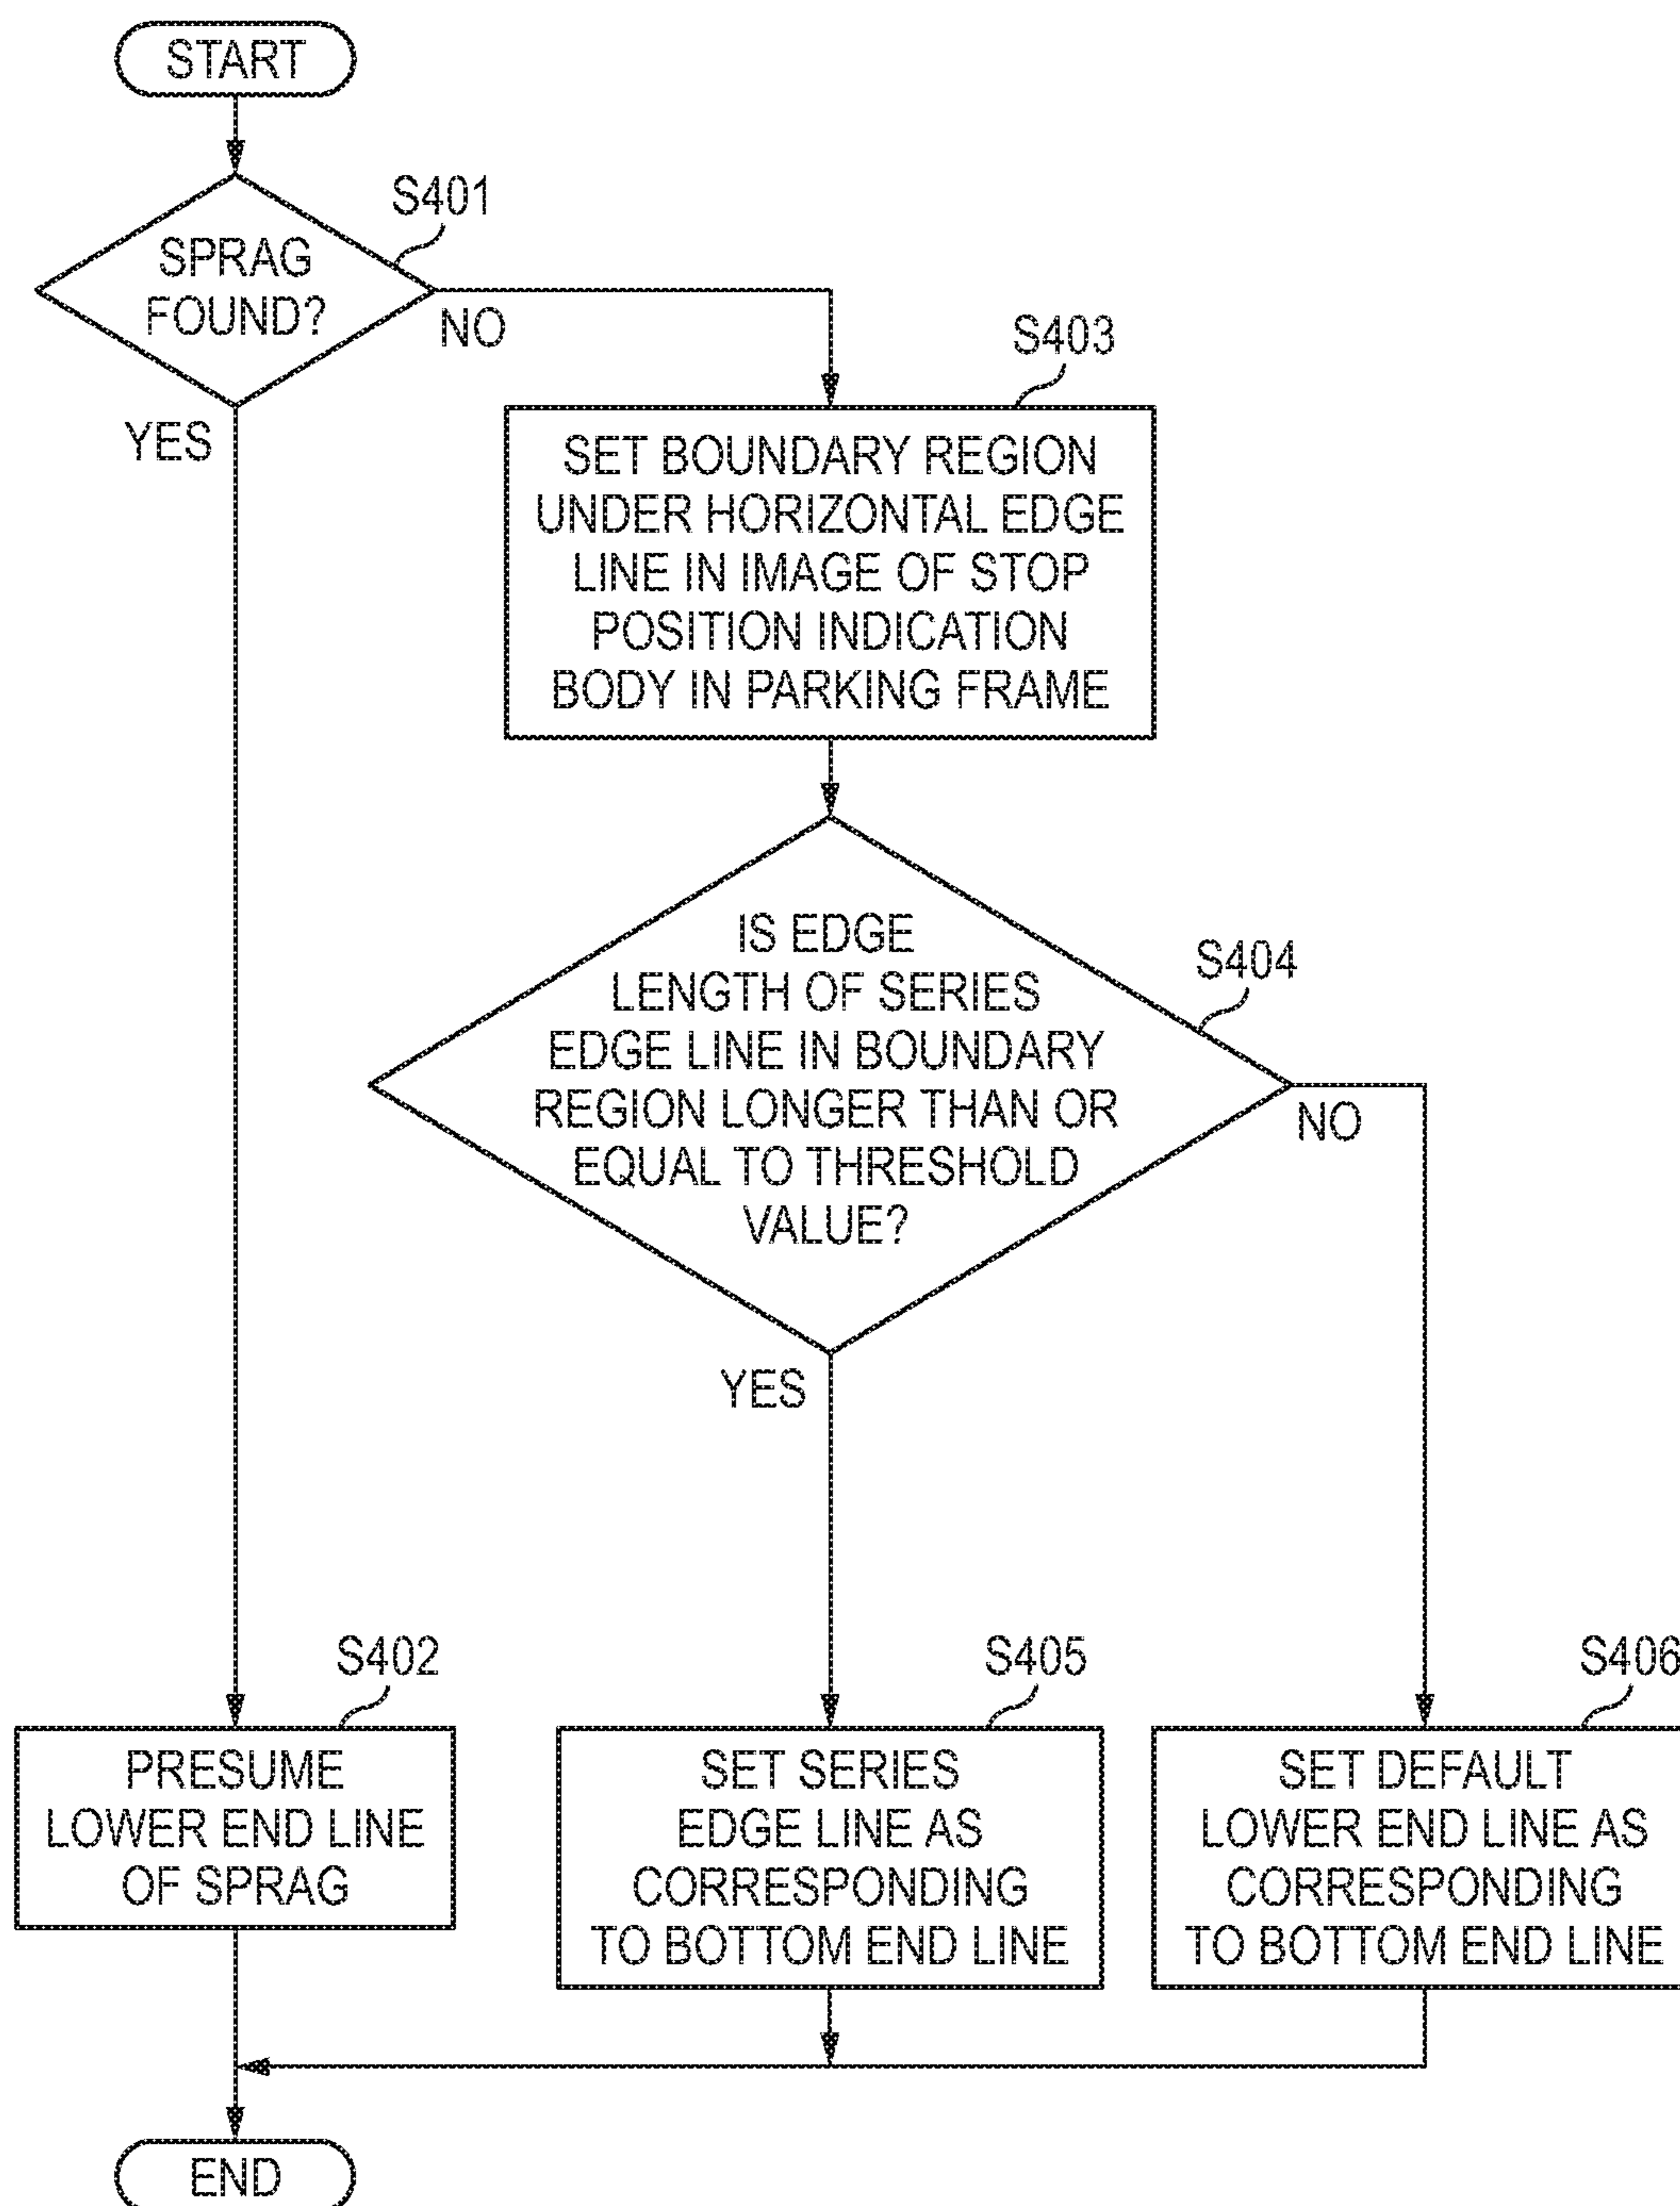 START
S401
SPRAG
FOUND?
NO
YES
S403
SET BOUNDARY REGION
UNDER HORIZONTAL EDGE
LINE IN IMAGE OF STOP
POSITION INDICATION
BODY IN PARKING FRAME
IS EDGE
LENGTH OF SERIES
EDGE LINE IN BOUNDARY
REGION LONGER THAN OR
EQUAL TO THRESHOLD
VALUE?
S404
NO
YES
S402
PRESUME
LOWER END LINE
OF SPRAG
S405
SET SERIES
EDGE LINE AS
CORRESPONDING
TO BOTTOM END LINE
S406
SET DEFAULT
LOWER END LINE AS
CORRESPONDING
TO BOTTOM END LINE
END